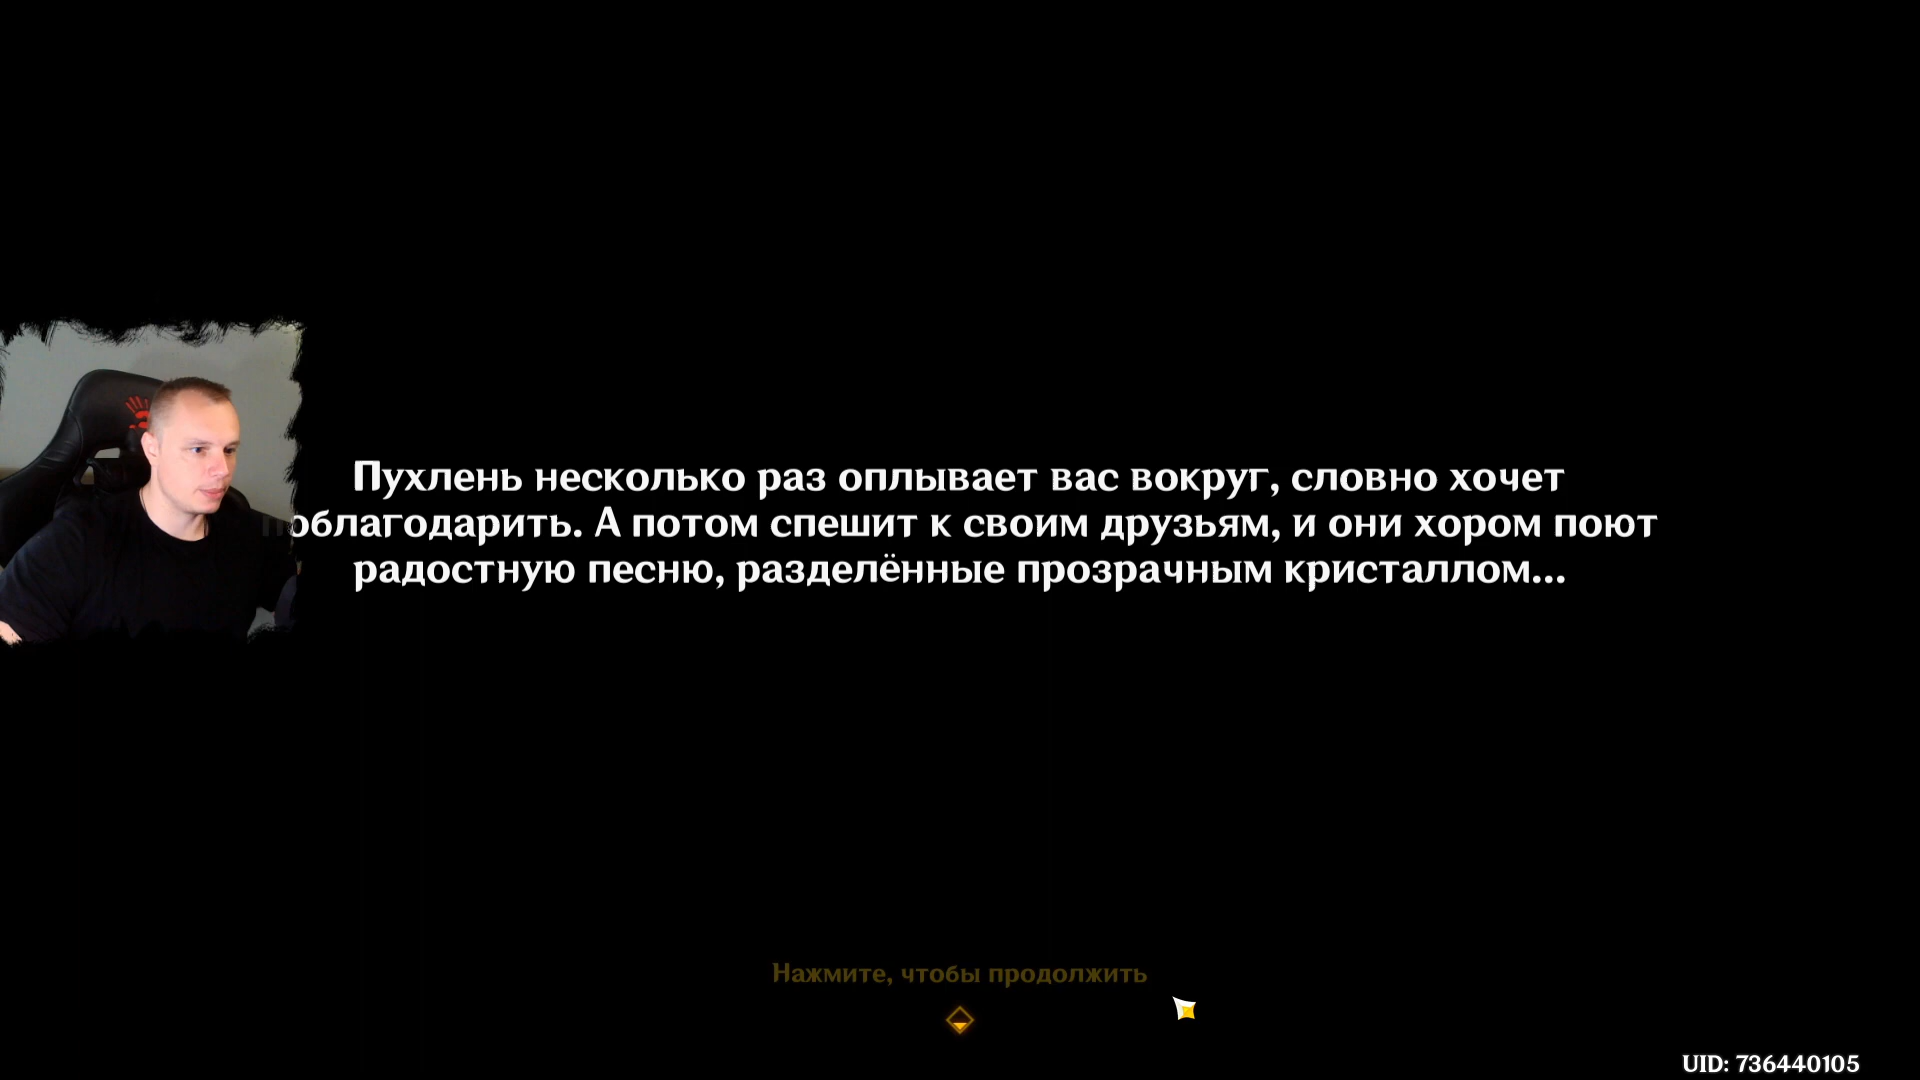 Пухлень несколько раз оплывает вас вокруг, словно хочет
поблагодарить. А потом спешит к своим друзьям, и они хором поют
радостную песню, разделённые прозрачным кристаллом...
Нажмите, чтобы продолжить
UID: 736440105